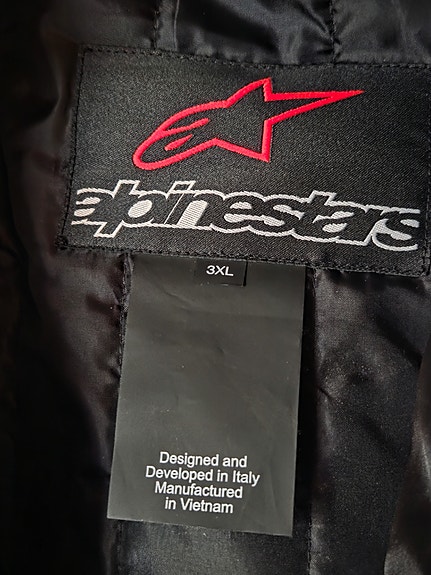 alpinestars
3XL
Designed and
Developed in Italy
Manufactured
in Vietnam